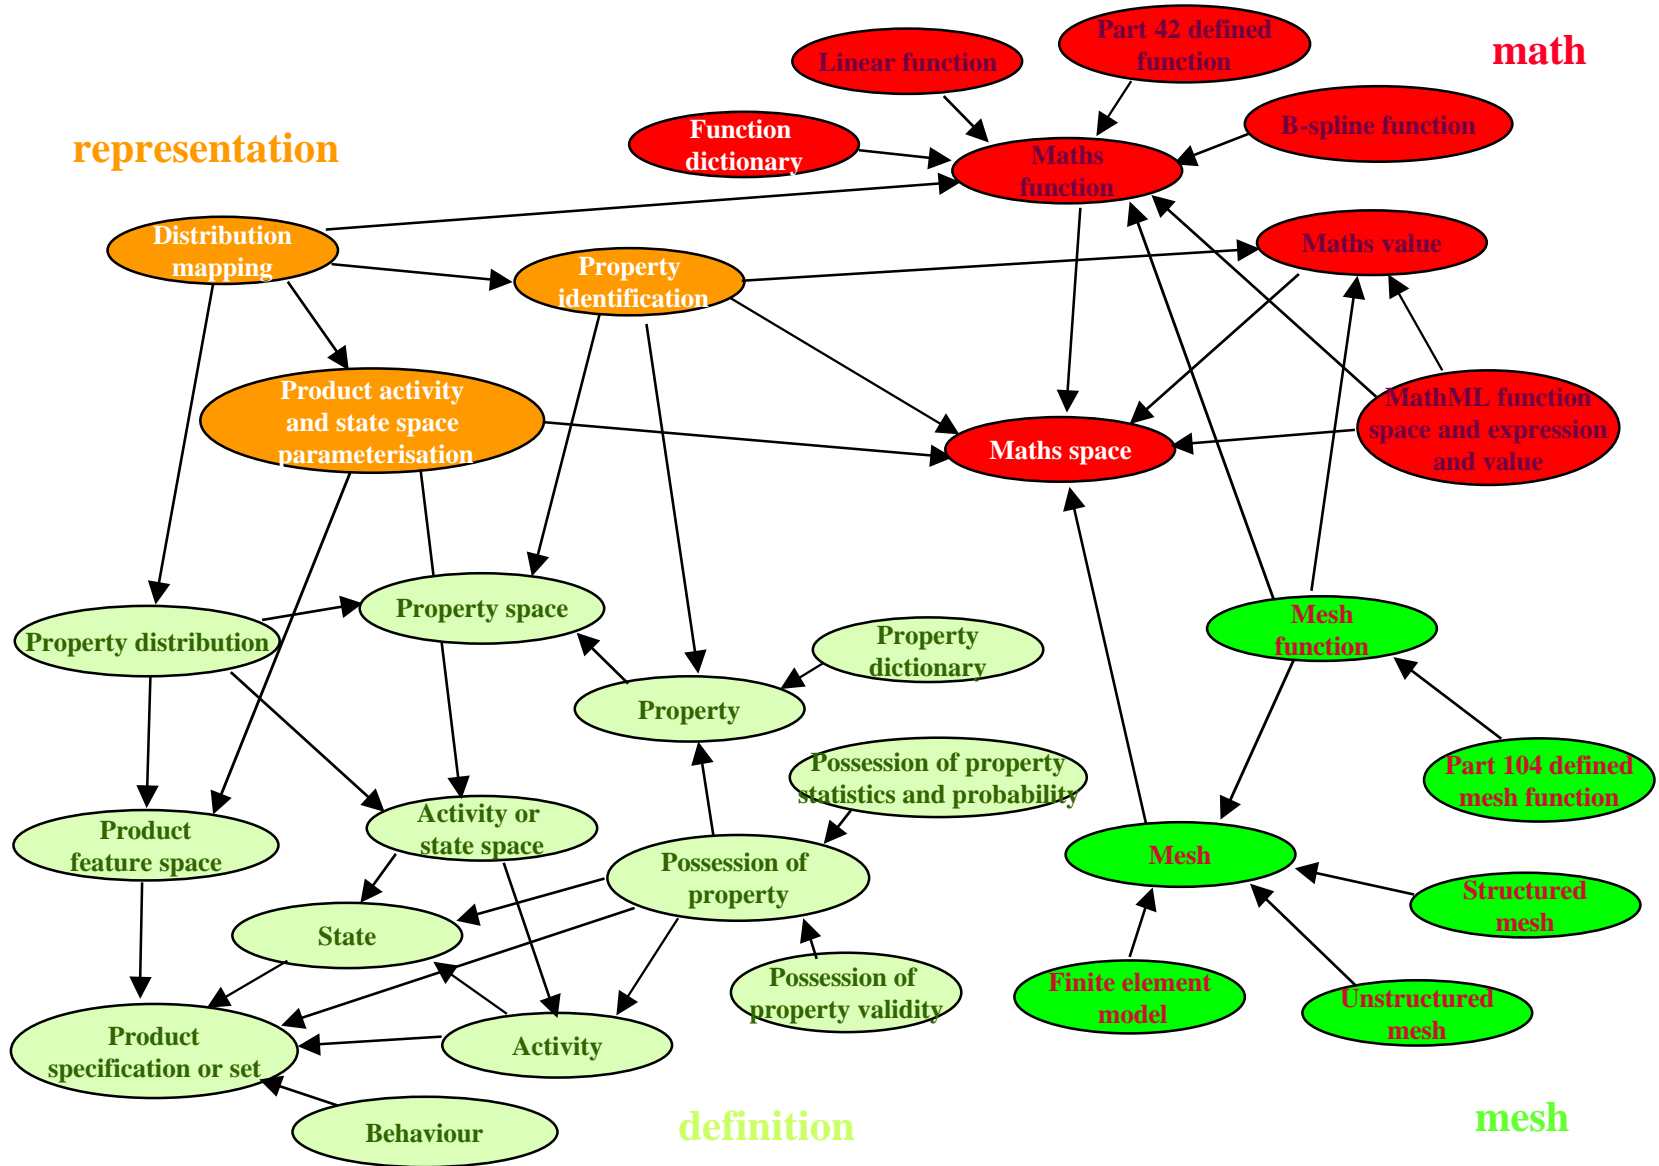 Part 42 defined
function
math
Linear function
representation
Function
dictionary
B-spline function
Maths
function
Distribution
mapping
Property
identification
Maths value
Product activity
and state space
parameterisation
MathML function
space and expression
and value
Maths space
Property space
Property distribution
Property
dictionary
Mesh
function
Property
Possession of property
statistics and probability
Part 104 defined
mesh function
Product
feature space
Activity or
state space
Possession of
property
Mesh
Structured
mesh
State
Possession of
property validity
Finite element
model
Unstructured
mesh
Product
specification or set
Activity
Behaviour
definition
mesh